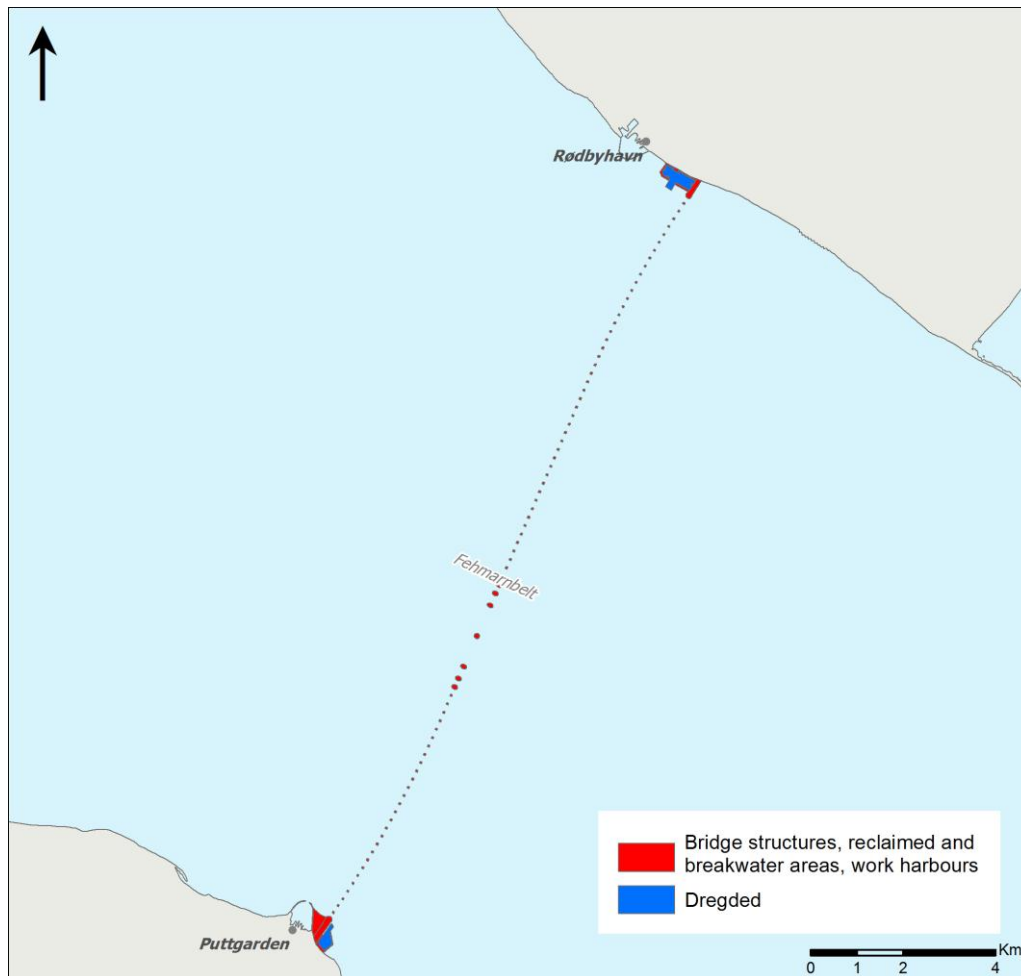 Rødbyhavn
Fehmarnbelt
Puttgarden
Bridge structures, reclaimed and
breakwater areas, work harbours
Dregded
Km
0 1 2 4